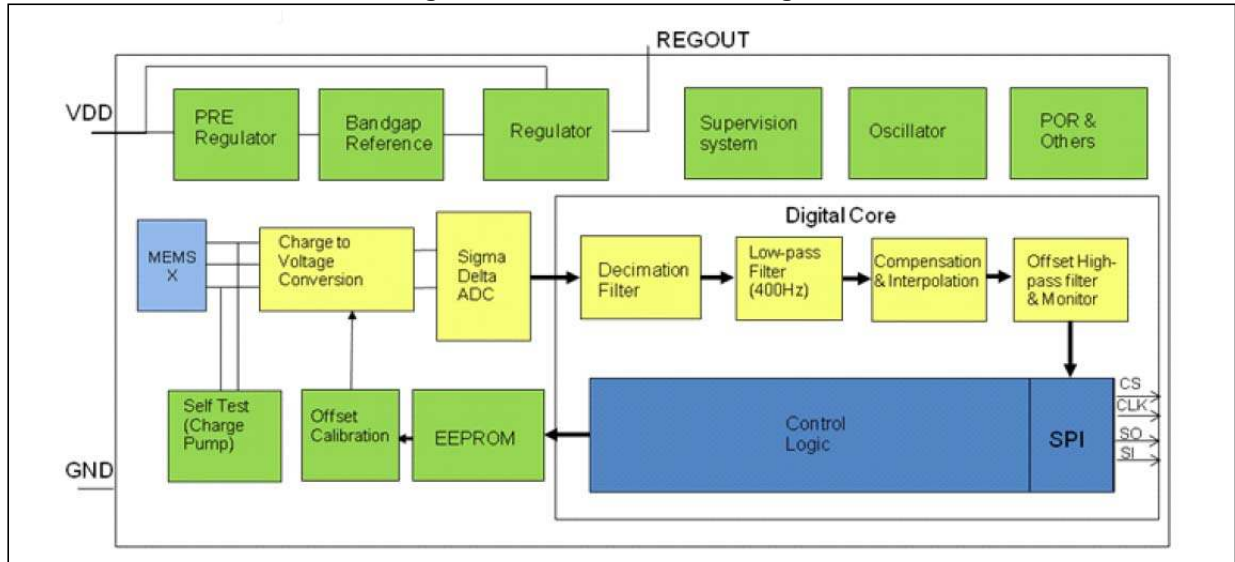 REGOUT
VDD
PRE
Regulator
Bandgap
Reference
Regulator
Supervision
system
Oscillator
POR &
Others
Digital Core
MEMS
X
Charge to
Voltage
Conversion
Sigma
Delta
ADC
Decimation
Filter
Low-pass
Filter
(400Hz)
Compensation
& Interpolation
Offset High-
pass filter
& Monitor
Self Test
(Charge
Pump)
Offset
Calibration
EEPROM
Control
Logic
SPI
CS
CLK
SO
SI
GND